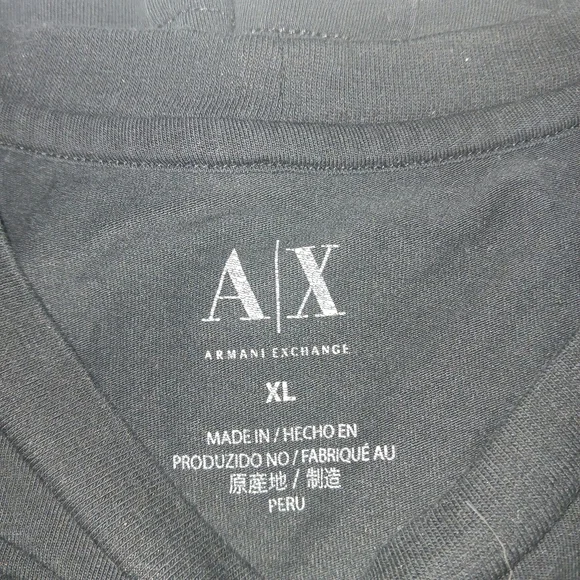 A|X
ARMANI EXCHANGE
XL
MADE IN / HECHO EN
PRODUZIDO NO / FABRIQUÉ AU
原産地 / 制造
PERU